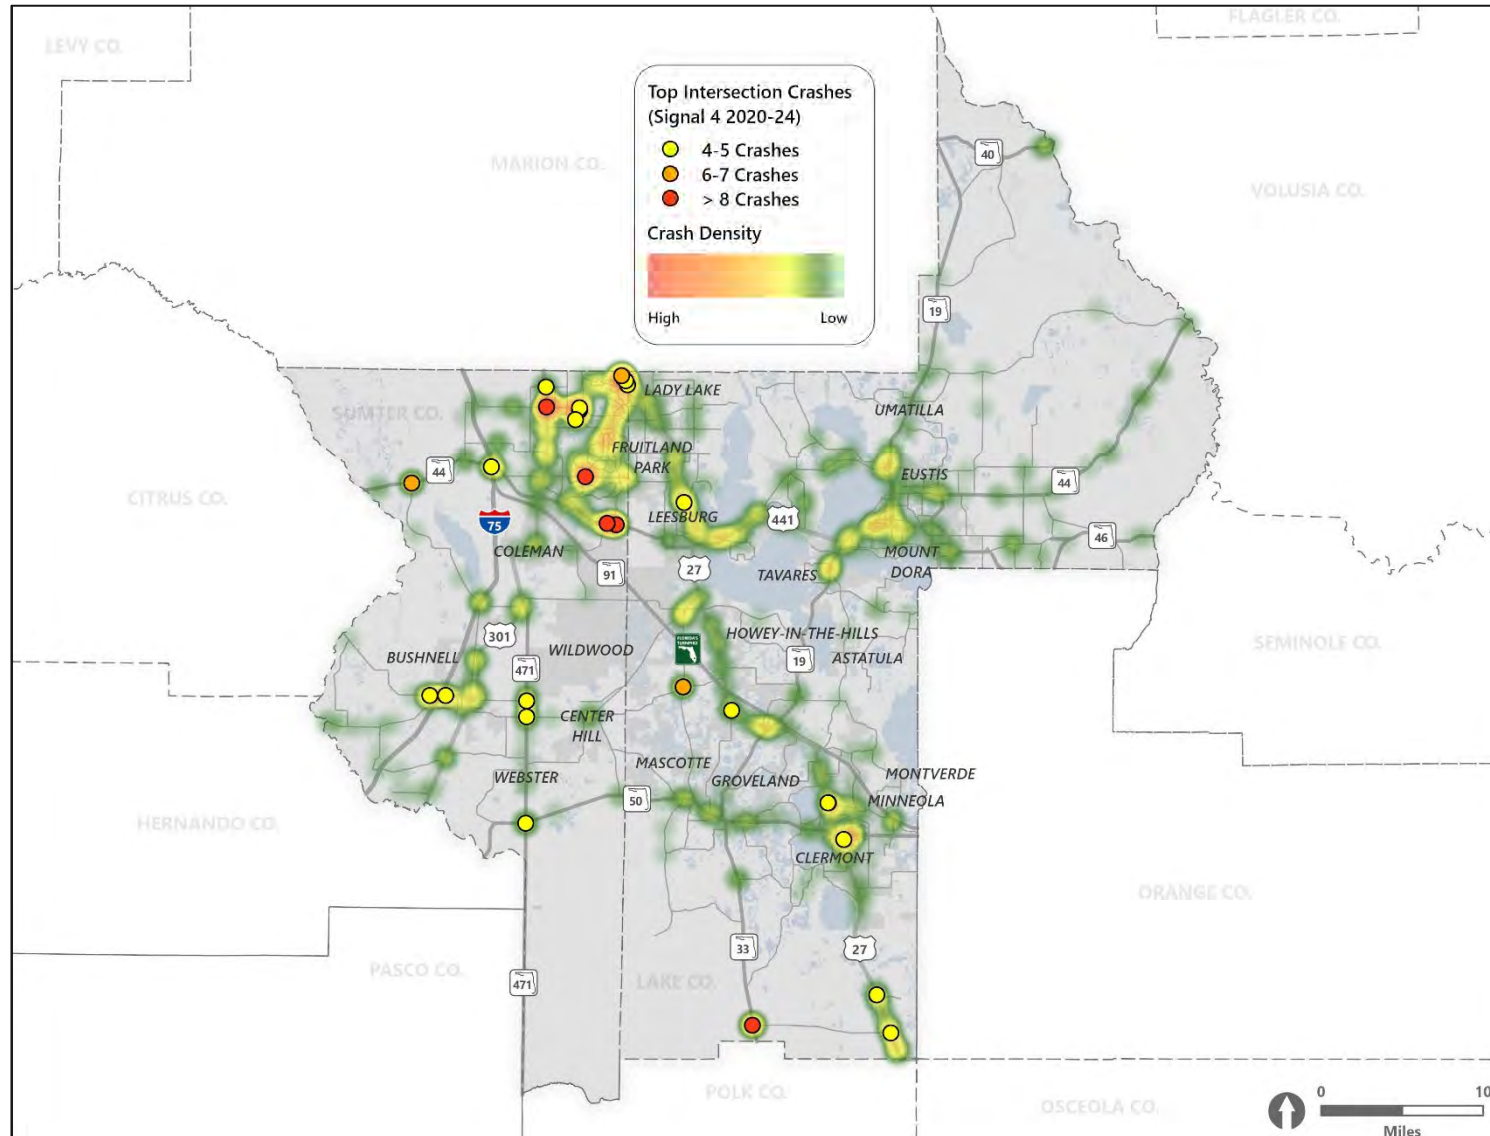 FLAGLER CO.
LEVY CO.
Top Intersection Crashes
(Signal 4 2020-24)
4-5 Crashes
6-7 Crashes
> 8 Crashes
Crash Density
High Low
MARION CO.
40
VOLUSIA CO.
19
LADY LAKE
SUMTER CO.
UMATILLA
FRUITLAND
PARK
EUSTIS
44
44
CITRUS CO.
LEESBURG
441
75
46
COLEMAN
MOUNT
DORA
91
27
TAVARES
301
HOWEY-IN-THE-HILLS
SEMINOLE CO.
BUSHNELL
WILDWOOD
FLORIDA'S
TURNPIKE
19
ASTATULA
471
CENTER
HILL
MASCOTTE
WEBSTER
GROVELAND
MONTVERDE
MINNEOLA
50
HERNANDO CO.
CLERMONT
ORANGE CO.
33
27
PASCO CO.
471
LAKE CO.
POLK CO.
OSCEOLA CO.
0 10
Miles